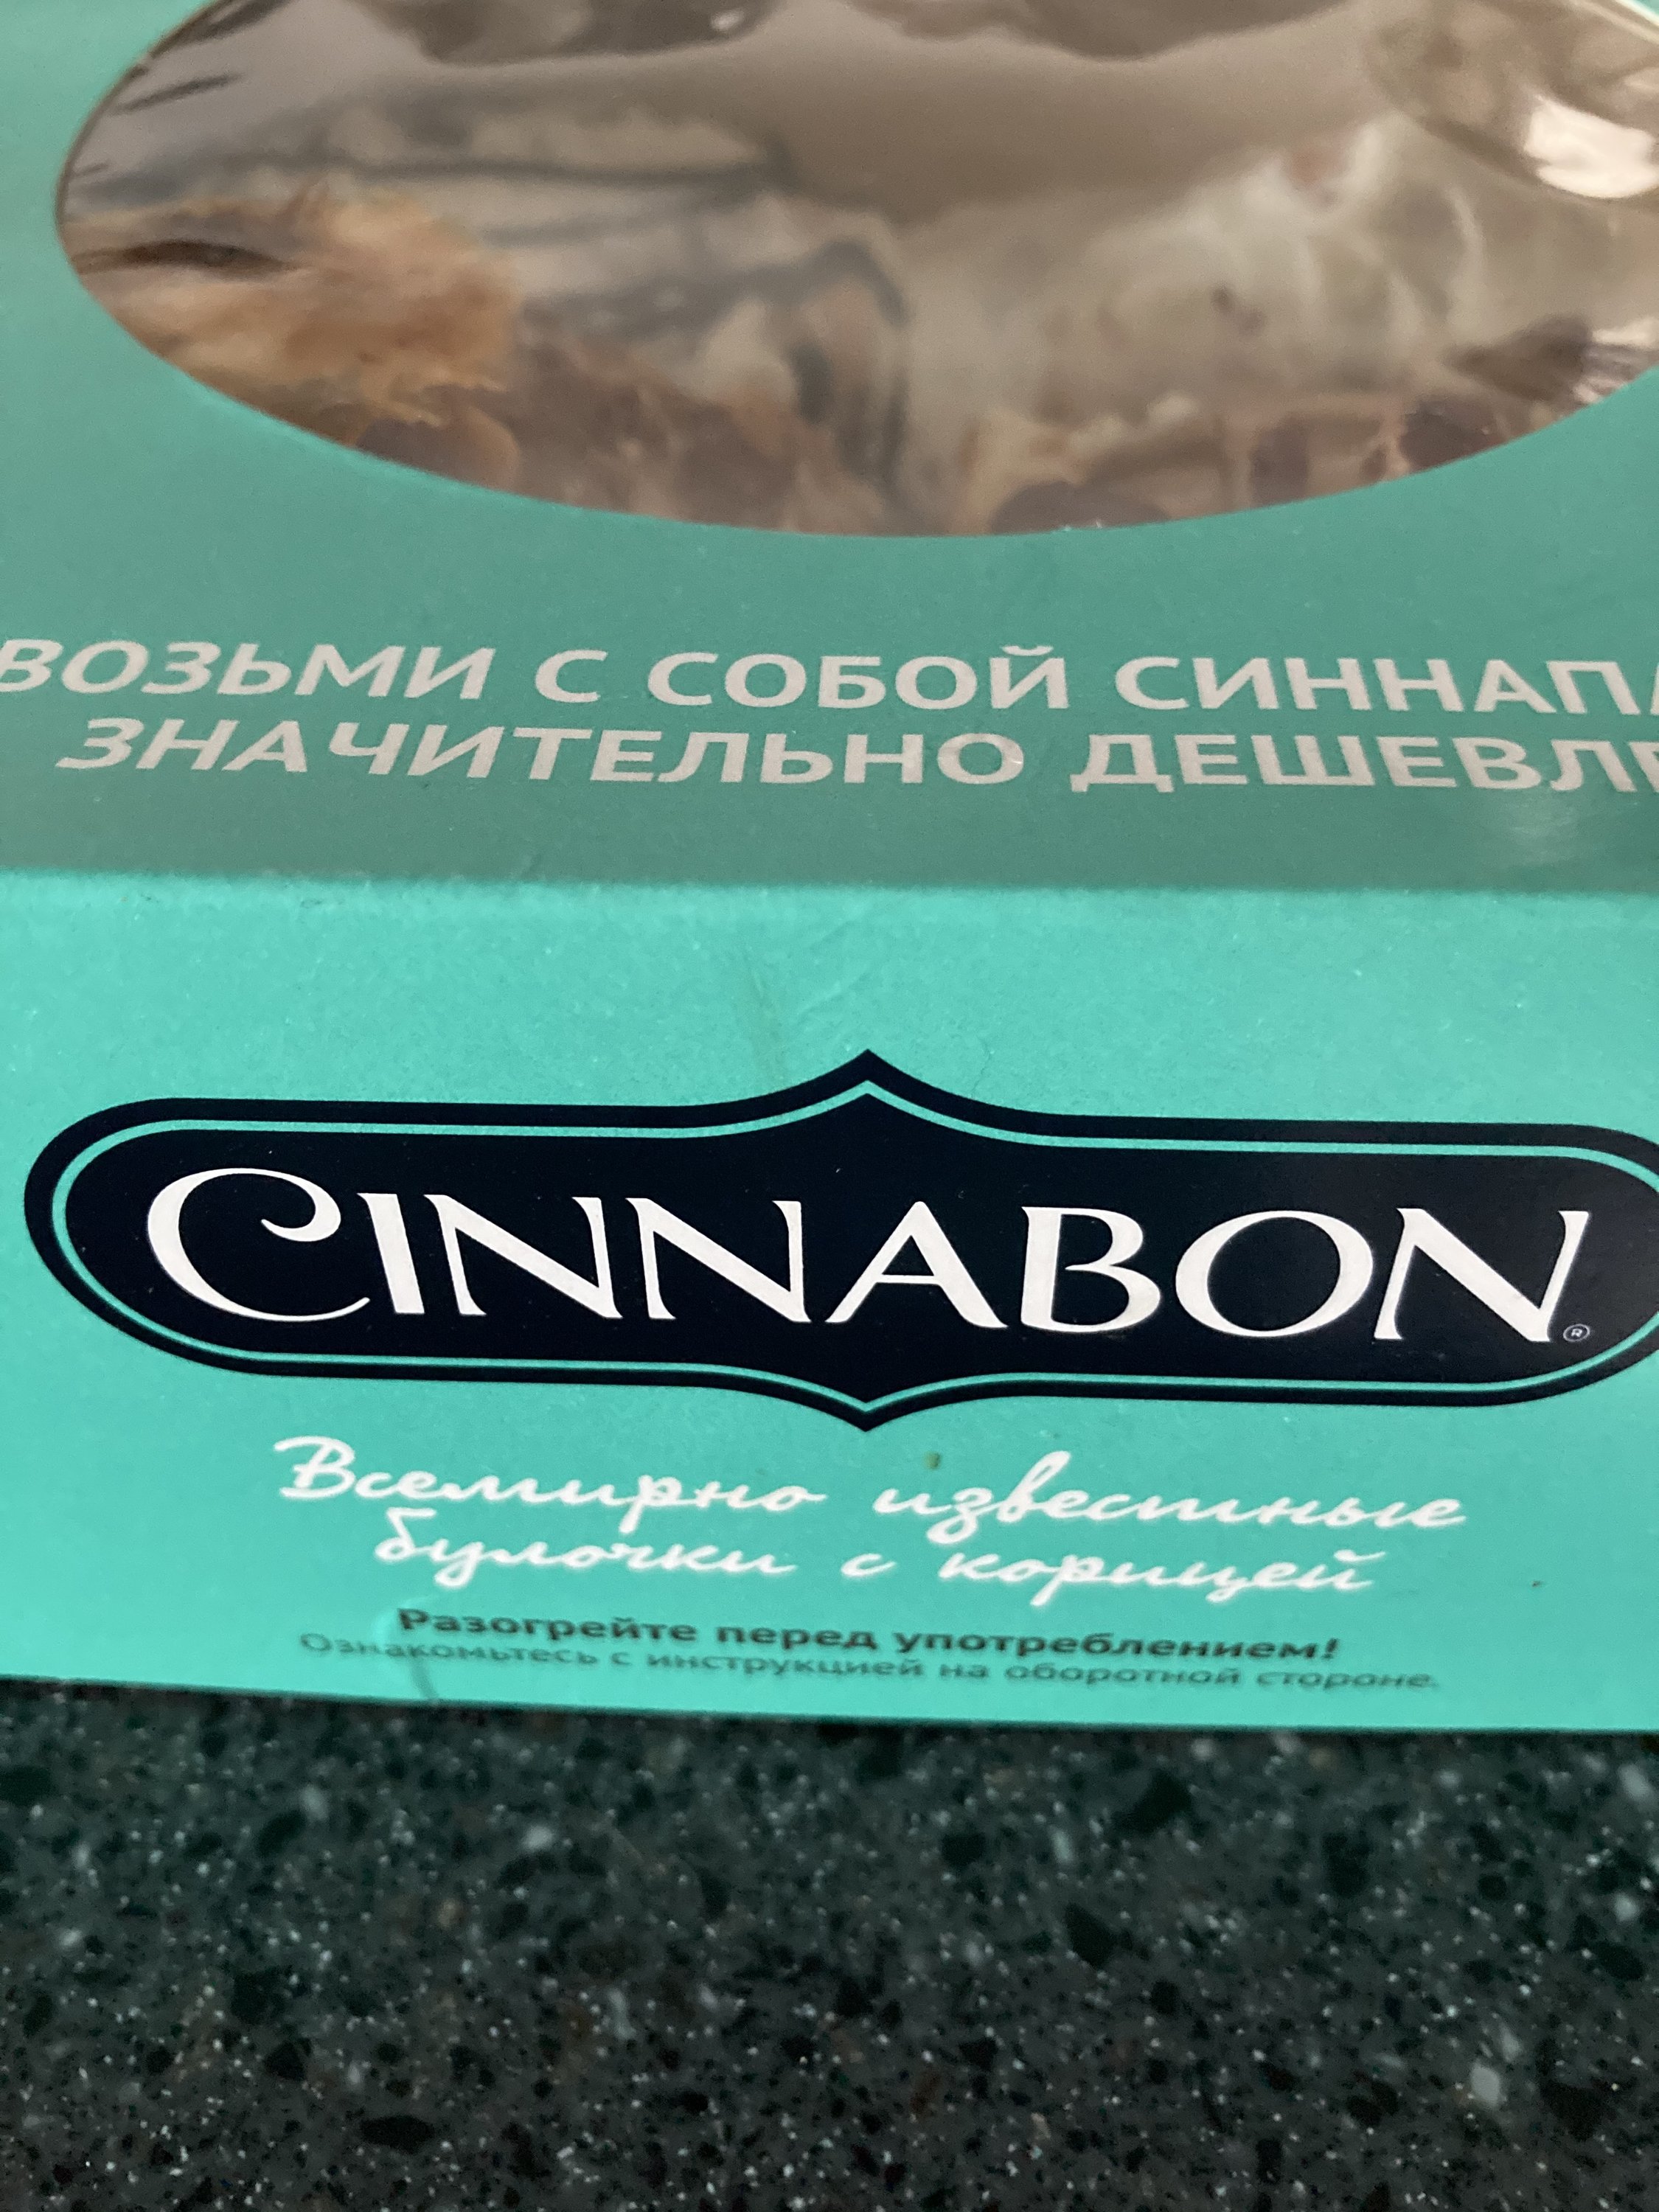 ВОЗЬМИ С СОБОЙ
ЗНАЧИТЕЛЬНО
CINNABON®
Всемирно известные
булочки с корицей
Разогрейте перед употреблением!
Ознакомьтесь с инструкцией на оборотной стороне.